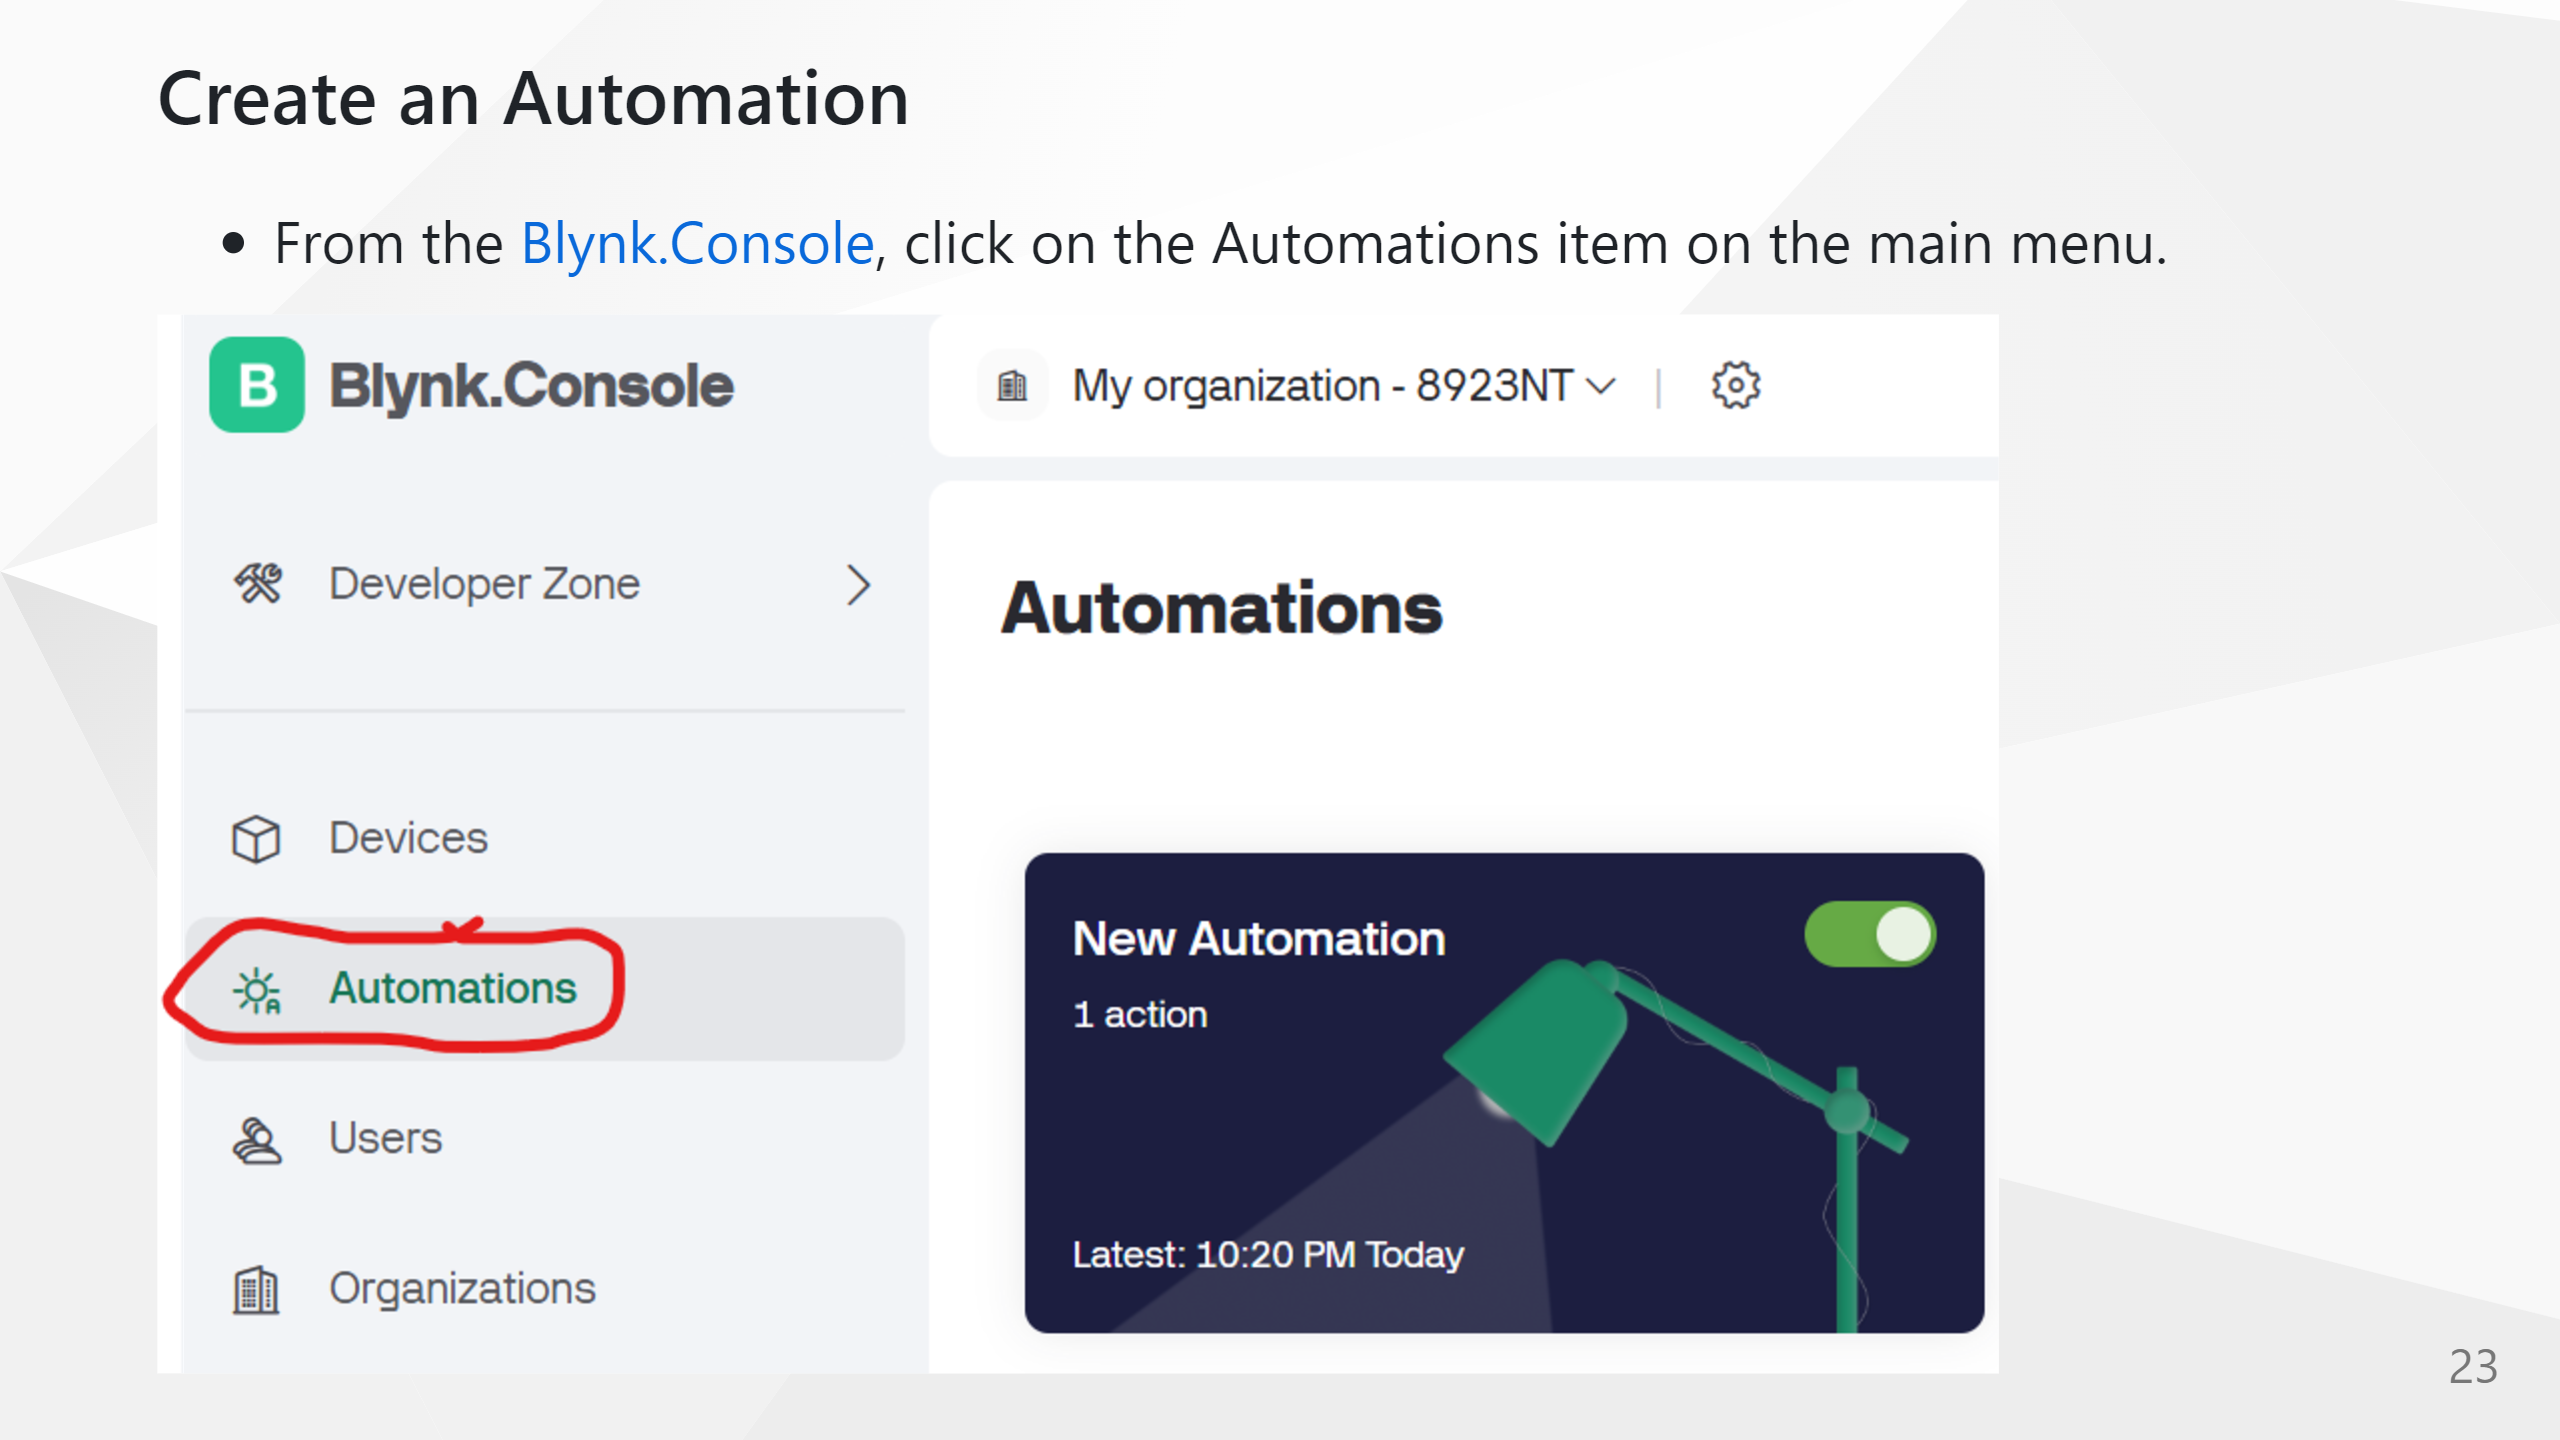 Create an Automation
• From the Blynk.Console, click on the Automations item on the main menu.
B Blynk.Console
My organization - 8923NT
Developer Zone
Automations
Devices
Automations
Users
Organizations
New Automation
1 action
Latest: 10:20 PM Today
23